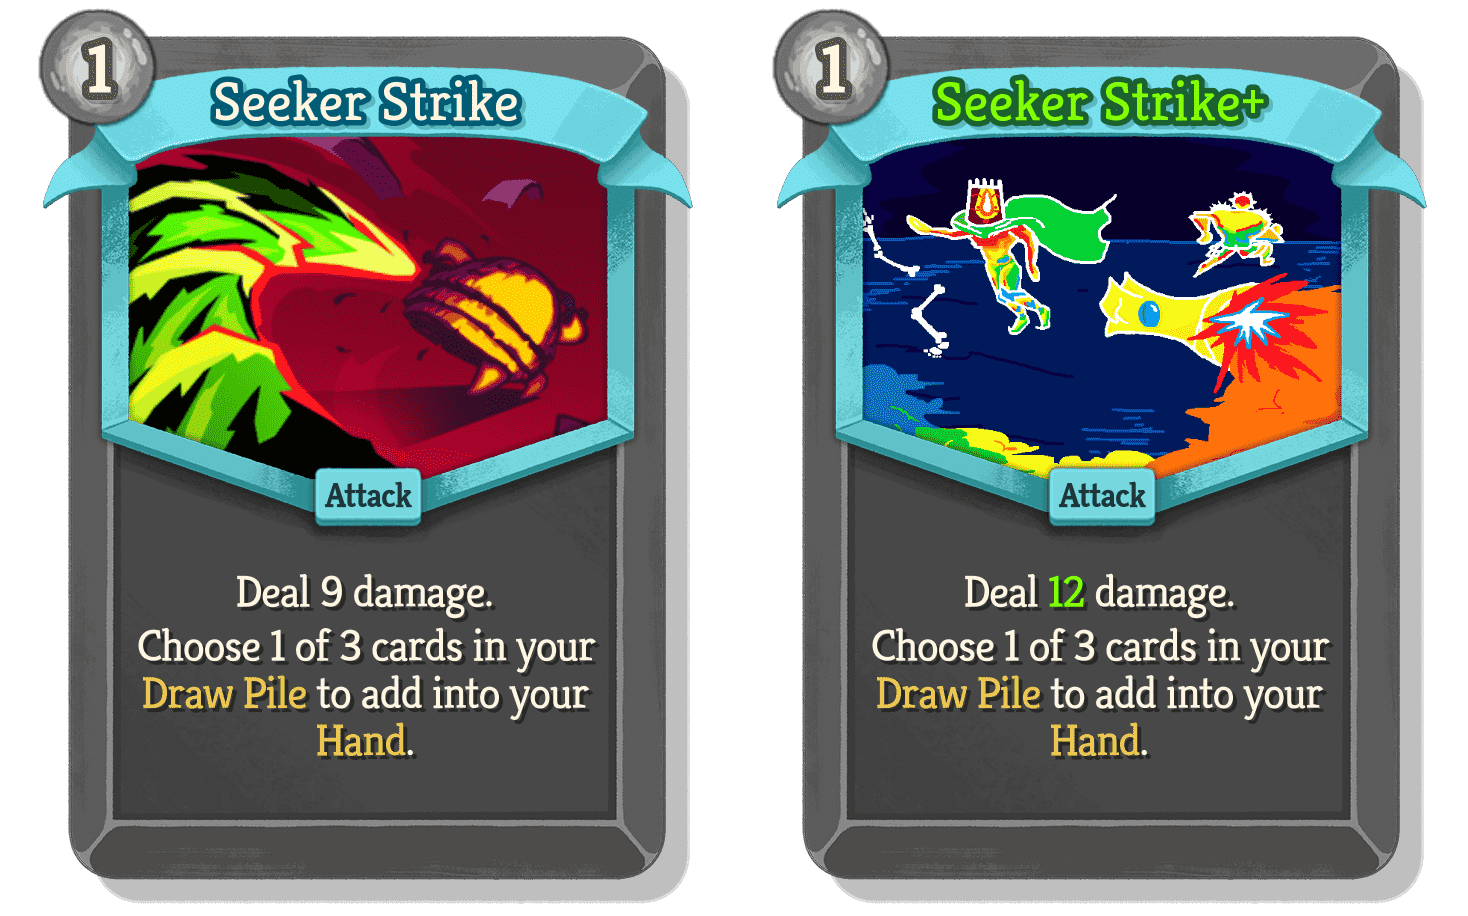 1
Seeker Strike
Attack
Deal 9 damage.
Choose 1 of 3 cards in your
Draw Pile to add into your
Hand.
1
Seeker Strike+
Attack
Deal 12 damage.
Choose 1 of 3 cards in your
Draw Pile to add into your
Hand.